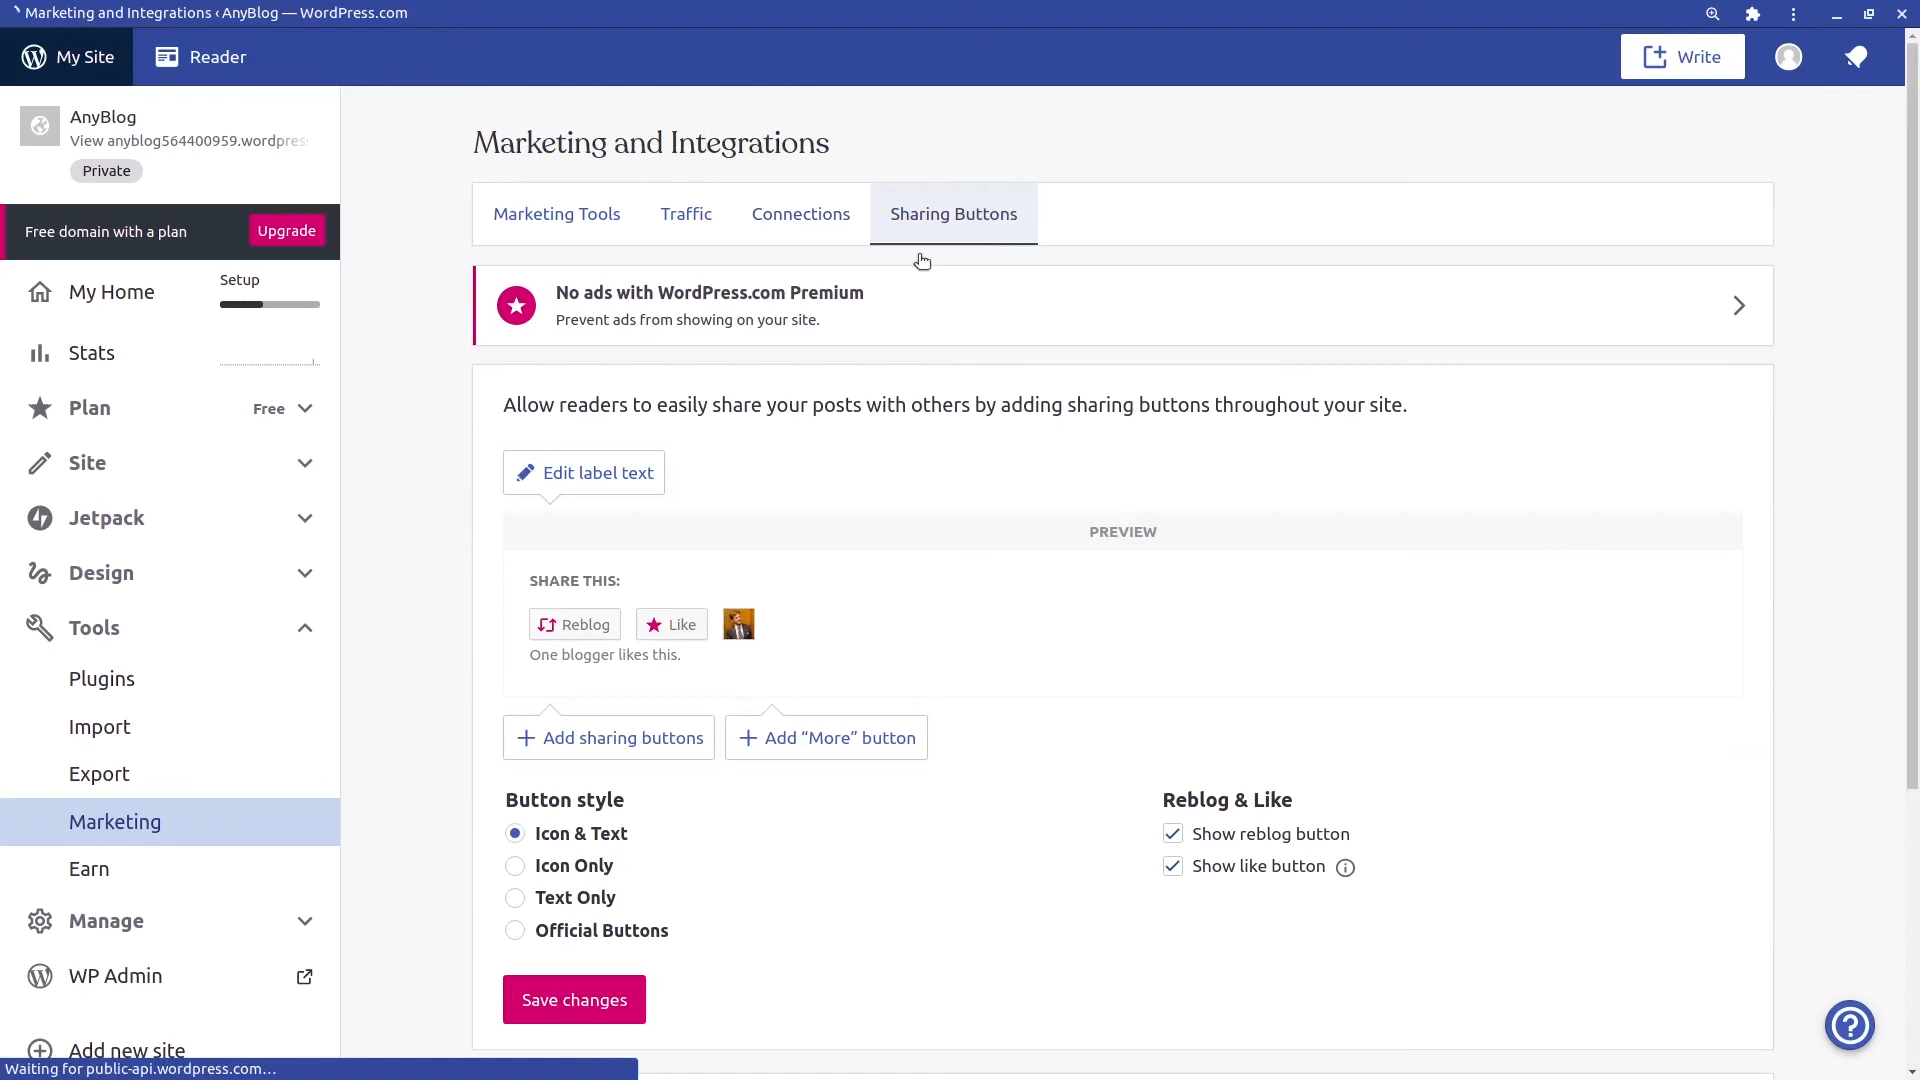 Marketing and Integrations ‹ AnyBlog — WordPress.com
My Site
Reader
Write
AnyBlog
View anyblog564400959.wordpres
Private
Free domain with a plan
Upgrade
My Home
Setup
Stats
Plan
Free
Site
Jetpack
Design
Tools
Plugins
Import
Export
Marketing
Earn
Manage
WP Admin
Add new site
Waiting for public-api.wordpress.com…
Marketing and Integrations
Marketing Tools
Traffic
Connections
Sharing Buttons
No ads with WordPress.com Premium
Prevent ads from showing on your site.
Allow readers to easily share your posts with others by adding sharing buttons throughout your site.
Edit label text
PREVIEW
SHARE THIS:
Reblog
Like
One blogger likes this.
Add sharing buttons
Add “More” button
Button style
Icon & Text
Icon Only
Text Only
Official Buttons
Reblog & Like
Show reblog button
Show like button
Save changes